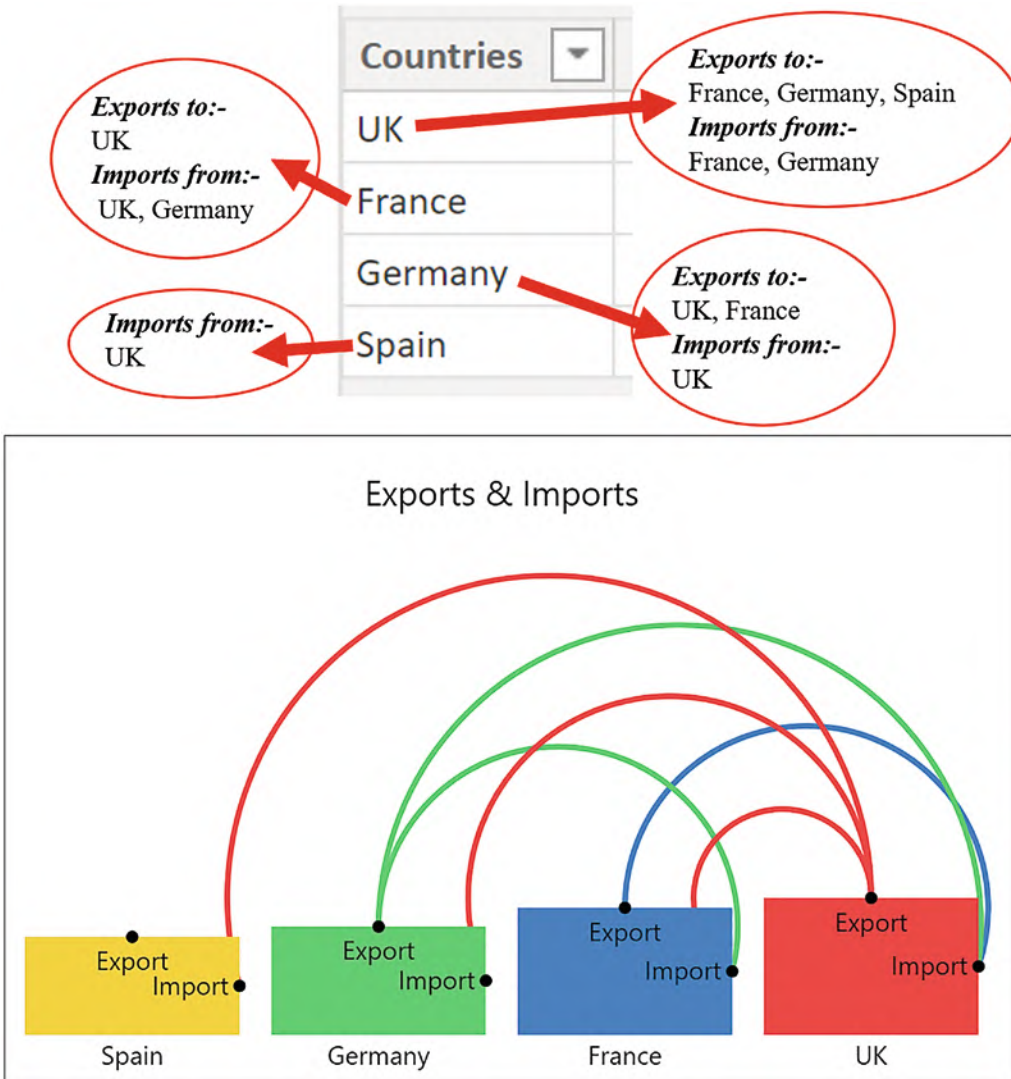 Countries
UK
France
Germany
Spain
Exports to:-
UK
Imports from:-
UK, Germany
Exports to:-
France, Germany, Spain
Imports from:-
France, Germany
Imports from:-
UK
Exports to:-
UK, France
Imports from:-
UK
Exports & Imports
Export
Import
Export
Import
Export
Import
Export
Import
Spain
Germany
France
UK